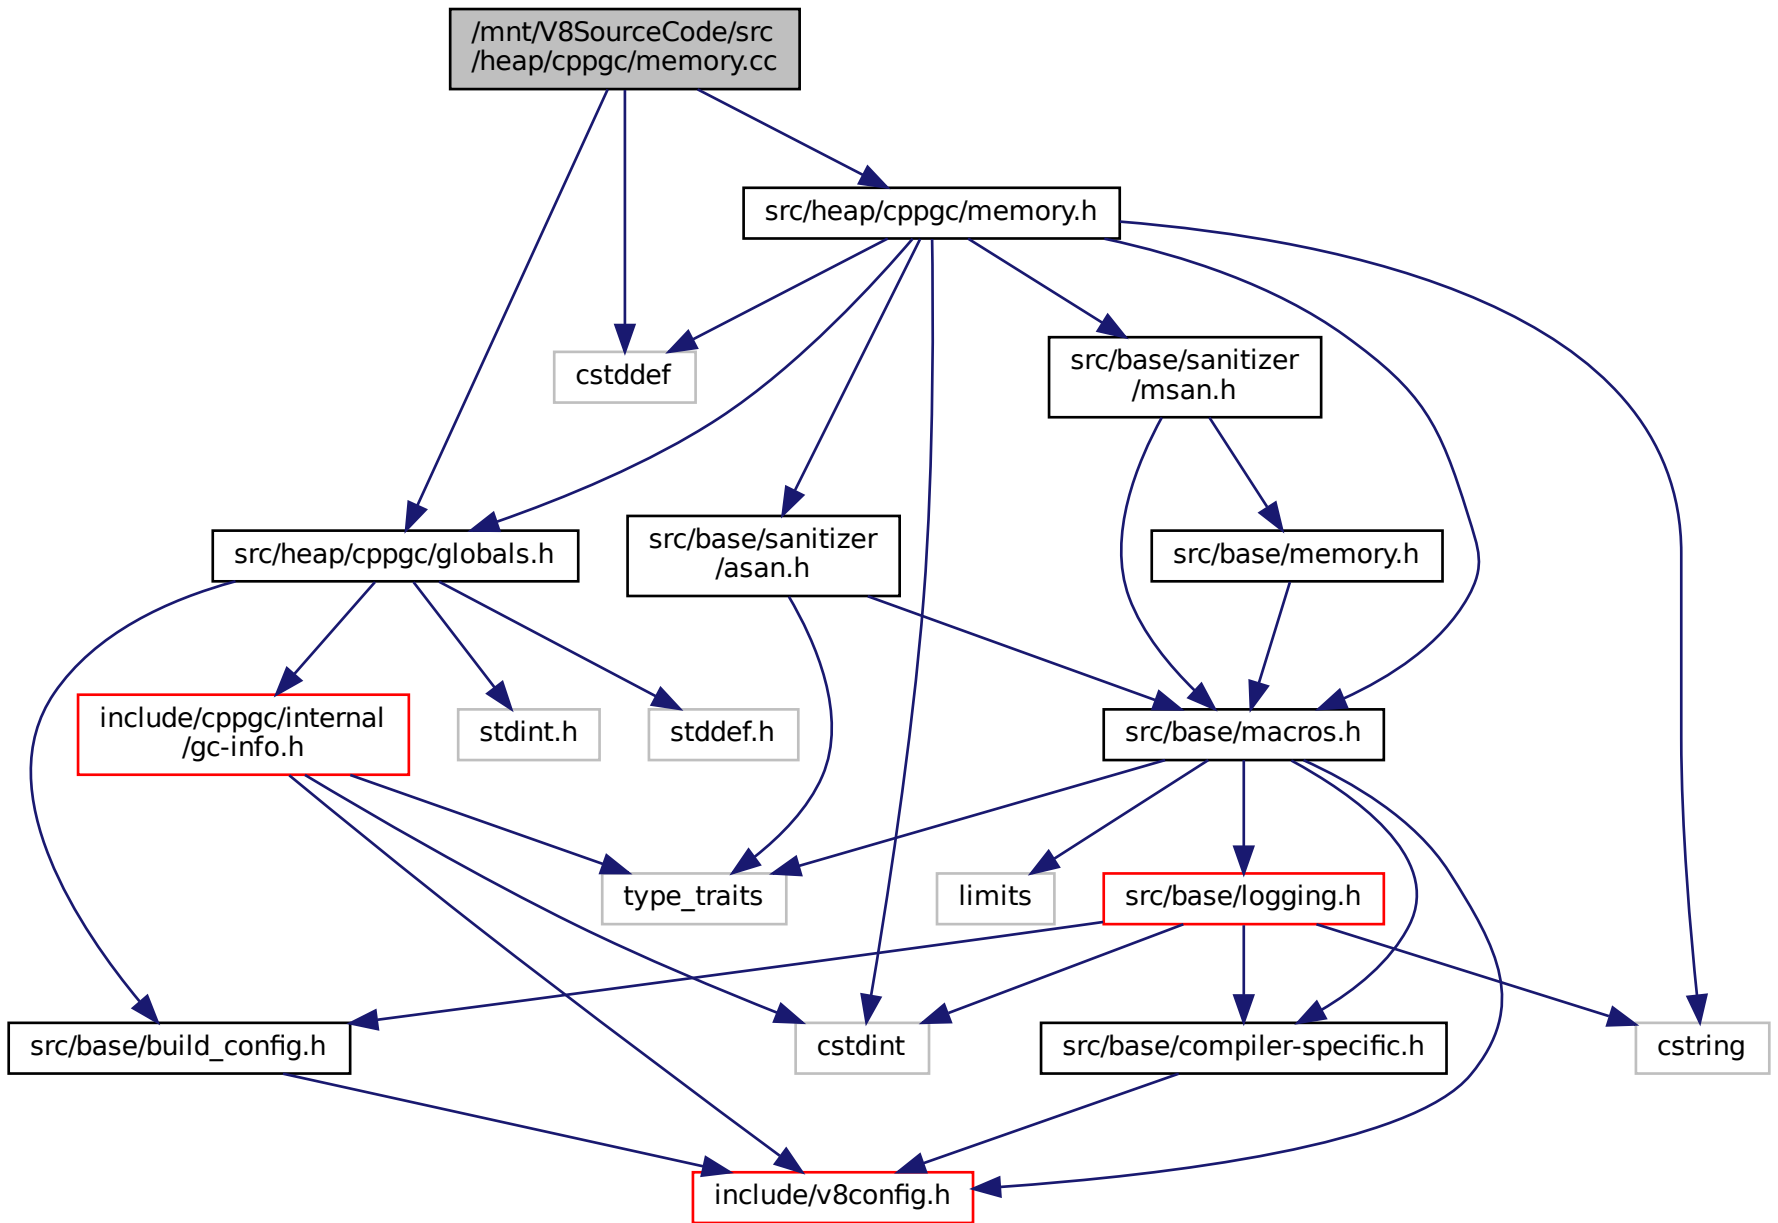 /mnt/V8SourceCode/src
/heap/cppgc/memory.cc
src/heap/cppgc/memory.h
cstddef
src/base/sanitizer
/msan.h
src/heap/cppgc/globals.h
src/base/sanitizer
/asan.h
src/base/memory.h
include/cppgc/internal
/gc-info.h
stdint.h
stddef.h
src/base/macros.h
type_traits
limits
src/base/logging.h
src/base/build_config.h
cstdint
src/base/compiler-specific.h
cstring
include/v8config.h